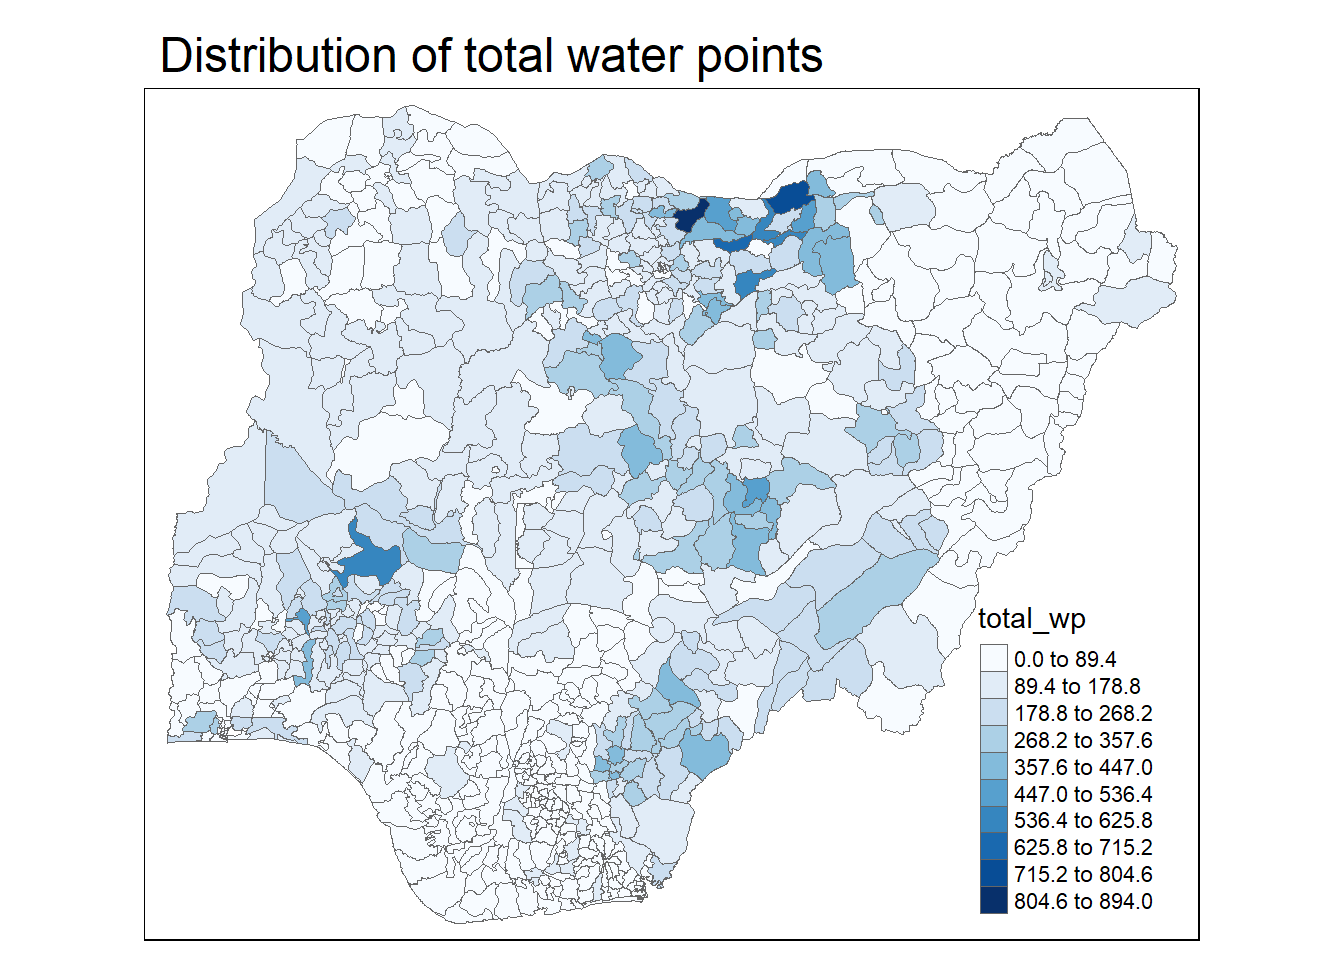 Distribution of total water points
total_wp
0.0 to 89.4
89.4 to 178.8
178.8 to 268.2
268.2 to 357.6
357.6 to 447.0
447.0 to 536.4
536.4 to 625.8
625.8 to 715.2
715.2 to 804.6
804.6 to 894.0